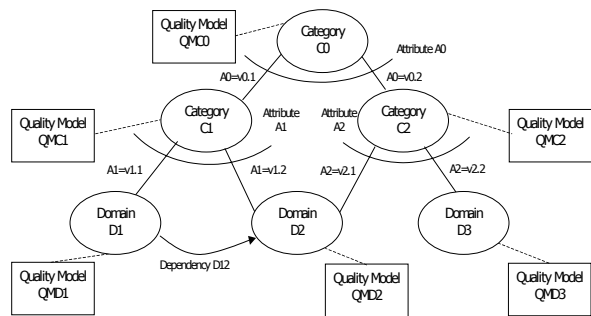 Quality Model
QMC0
Category
C0
Attribute A0
A0=v0.1
A0=v0.2
Quality Model
QMC1
Category
C1
Attribute
A1
Attribute
A2
Category
C2
Quality Model
QMC2
A1=v1.1
A1=v1.2
A2=v2.1
A2=v2.2
Domain
D1
Domain
D2
Domain
D3
Dependency D12
Quality Model
QMD1
Quality Model
QMD2
Quality Model
QMD3